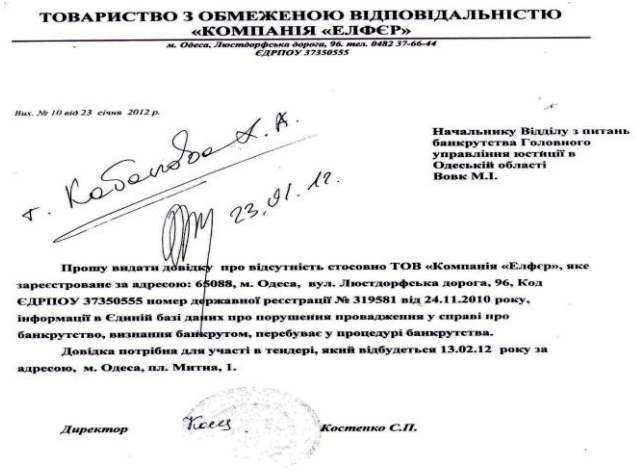 ТОВАРИСТВО З ОБМЕЖЕНОЮ ВІДПОВІДАЛЬНІСТЮ
«КОМПАНІЯ «ЕЛФЄР»
м. Одеса, Люстдорфська дорога, 96. тел. 0482 37-66-44
ЄДРПОУ 37350555
Вих. № 10 від 23 січня 2012 р.
Начальнику Відділу з питань
банкрутства Головного
управління юстиції в
Одеській області
Вовк М.І.
г. Кабанова Х. А.
23.01.12.
Прошу видати довідку про відсутність стосовно ТОВ «Компанія «Елфєр», яке
зареєстроване за адресою: 65088, м. Одеса, вул. Люстдорфська дорога, 96, Код
ЄДРПОУ 37350555 номер державної реєстрації № 319581 від 24.11.2010 року,
інформації в Єдиній базі даних про порушення провадження у справі про
банкрутство, визнання банкрутом, перебуває у процедурі банкрутства.
Довідка потрібна для участі в тендері, який відбудеться 13.02.12 року за
адресою, м. Одеса, пл. Митна, 1.
Директор Костенко С.П.